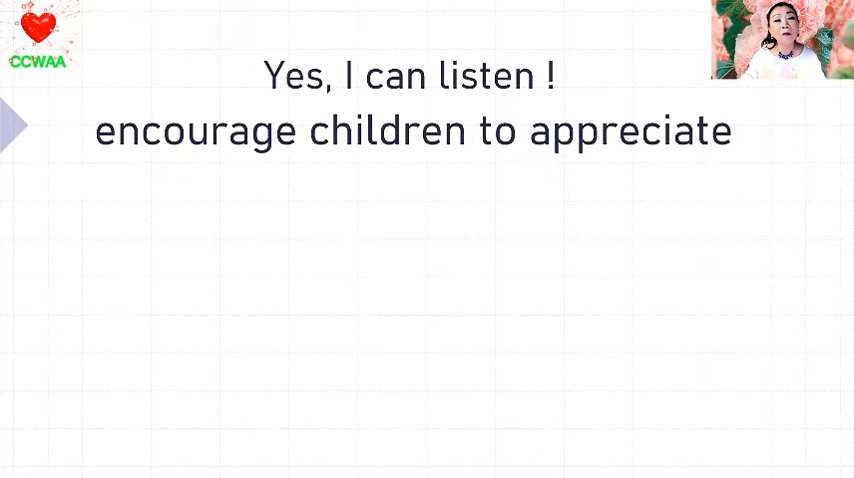 CCWAA
Yes, I can listen !
encourage children to appreciate